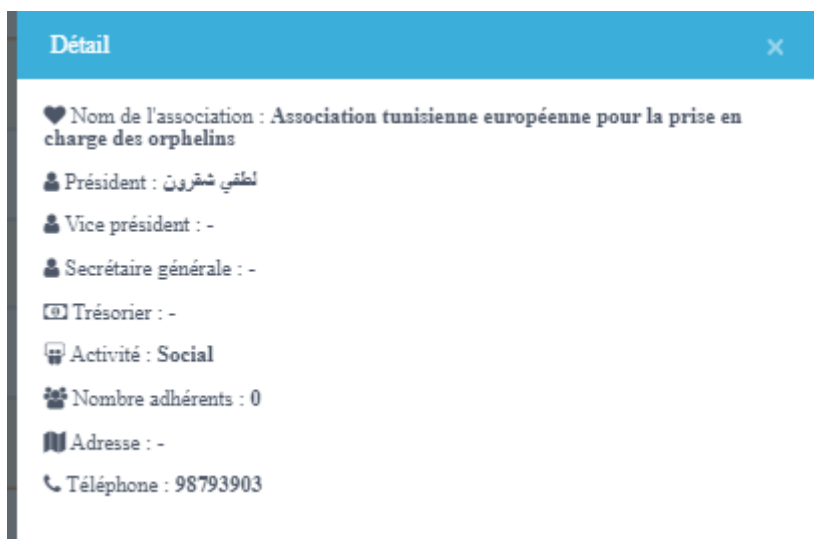 Détail ×
Nom de l'association : Association tunisienne européenne pour la prise en
charge des orphelins
Président : لطفي شقرون
Vice président : -
Secrétaire générale : -
Trésorier : -
Activité : Social
Nombre adhérents : 0
Adresse : -
Téléphone : 98793903